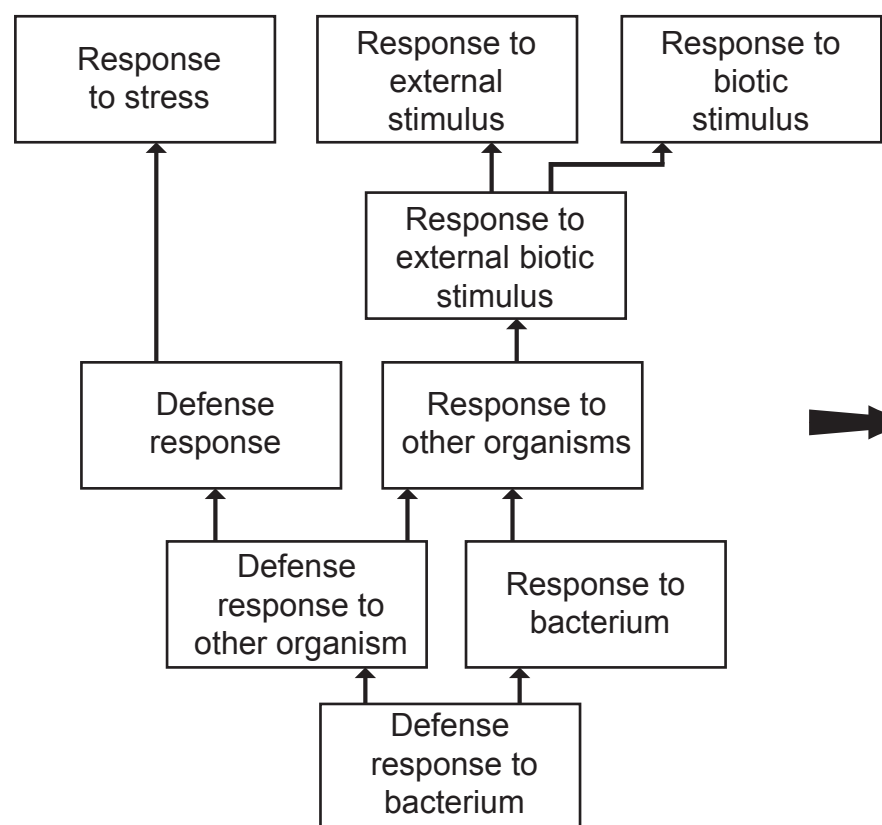 Response
to stress
Response to
external
stimulus
Response to
biotic
stimulus
Response to
external biotic
stimulus
Defense
response
Response to
other organisms
Defense
response to
other organism
Response to
bacterium
Defense
response to
bacterium